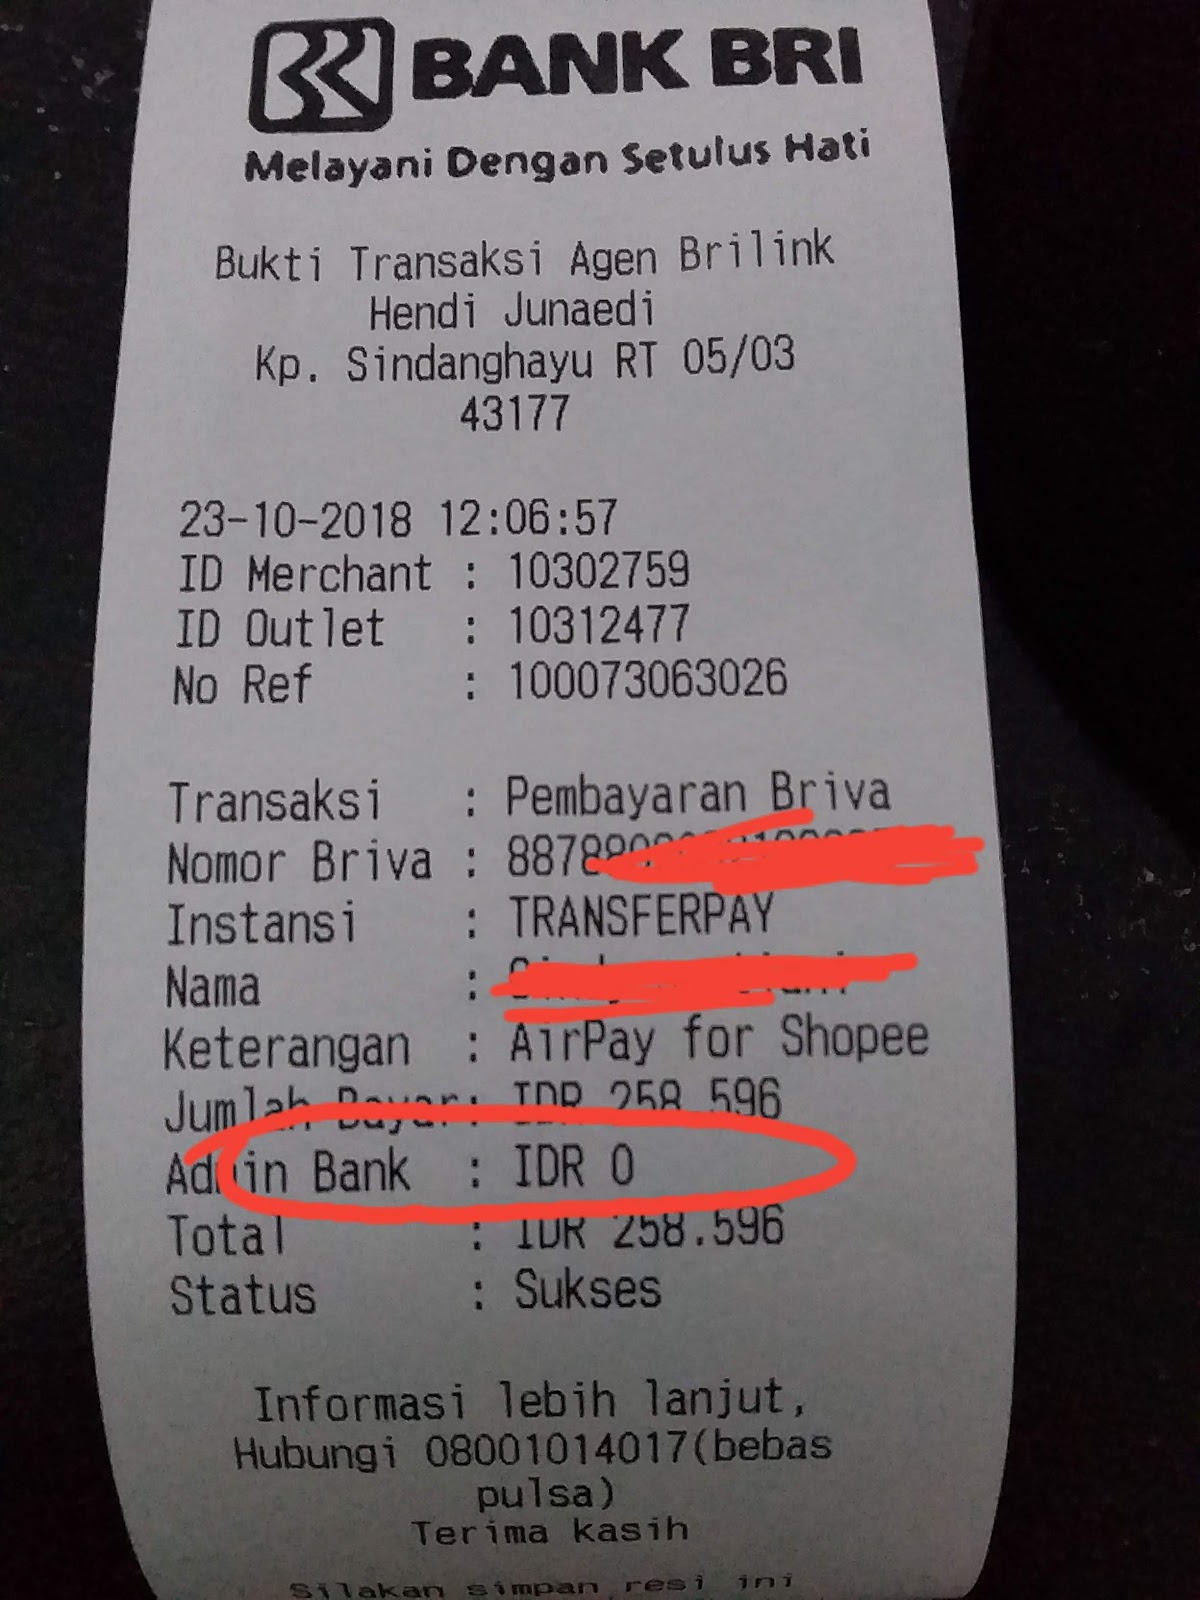 BANK BRI
Melayani Dengan Setulus Hati
Bukti Transaksi Agen Brilink
Hendi Junaedi
Kp. Sindanghayu RT 05/03
43177
23-10-2018 12:06:57
ID Merchant : 10302759
ID Outlet : 10312477
No Ref : 100073063026
Transaksi : Pembayaran Briva
Nomor Briva :
Instansi : TRANSFERPAY
Nama :
Keterangan : AirPay for Shopee
Jumlah Bayar: IDR 258.596
Admin Bank : IDR 0
Total : IDR 258.596
Status : Sukses
Informasi lebih lanjut,
Hubungi 08001014017(bebas
pulsa)
Terima kasih
Silakan simpan resi ini